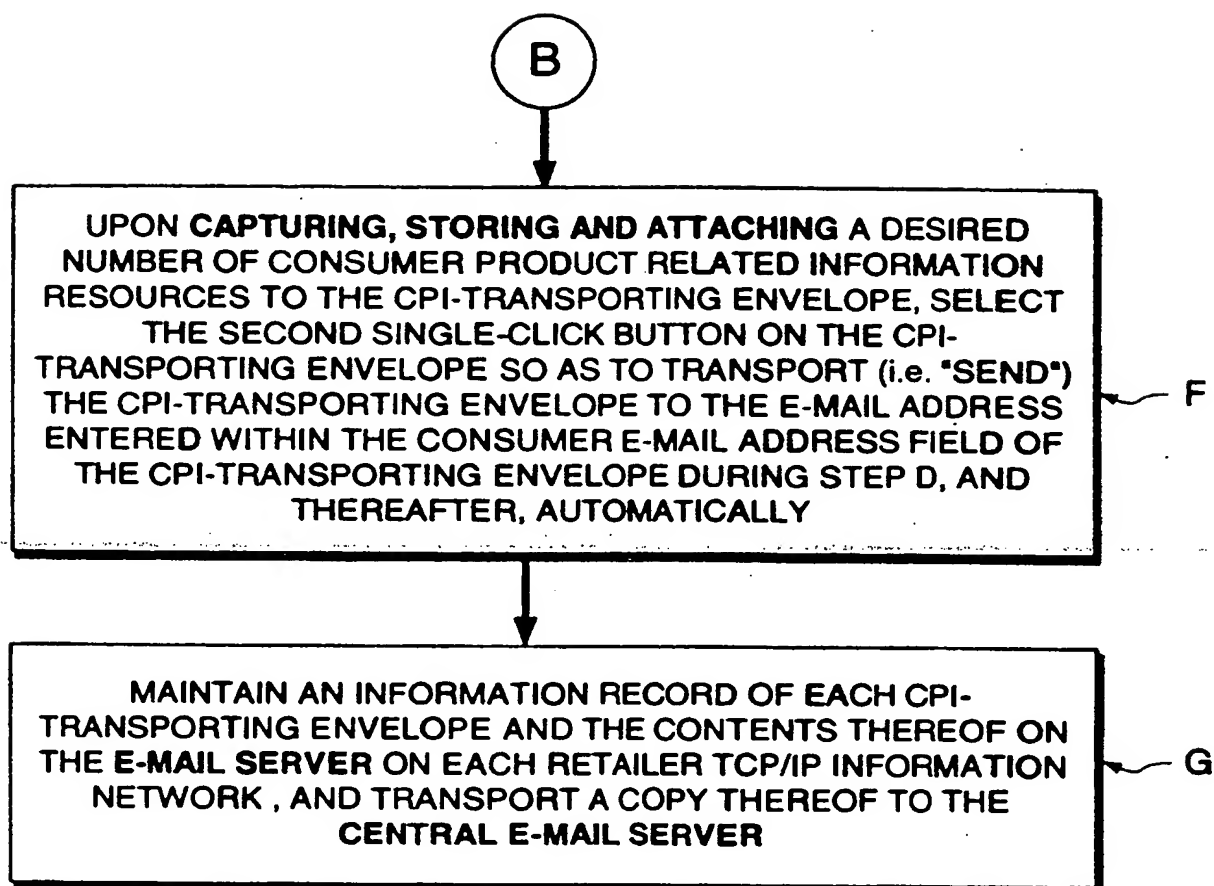 B
UPON CAPTURING, STORING AND ATTACHING A DESIRED
NUMBER OF CONSUMER PRODUCT RELATED INFORMATION
RESOURCES TO THE CPI-TRANSPORTING ENVELOPE, SELECT
THE SECOND SINGLE-CLICK BUTTON ON THE CPI-
TRANSPORTING ENVELOPE SO AS TO TRANSPORT (i.e. "SEND")
THE CPI-TRANSPORTING ENVELOPE TO THE E-MAIL ADDRESS
ENTERED WITHIN THE CONSUMER E-MAIL ADDRESS FIELD OF
THE CPI-TRANSPORTING ENVELOPE DURING STEP D, AND
THEREAFTER, AUTOMATICALLY
F
MAINTAIN AN INFORMATION RECORD OF EACH CPI-
TRANSPORTING ENVELOPE AND THE CONTENTS THEREOF ON
THE E-MAIL SERVER ON EACH RETAILER TCP/IP INFORMATION
NETWORK , AND TRANSPORT A COPY THEREOF TO THE
CENTRAL E-MAIL SERVER
G